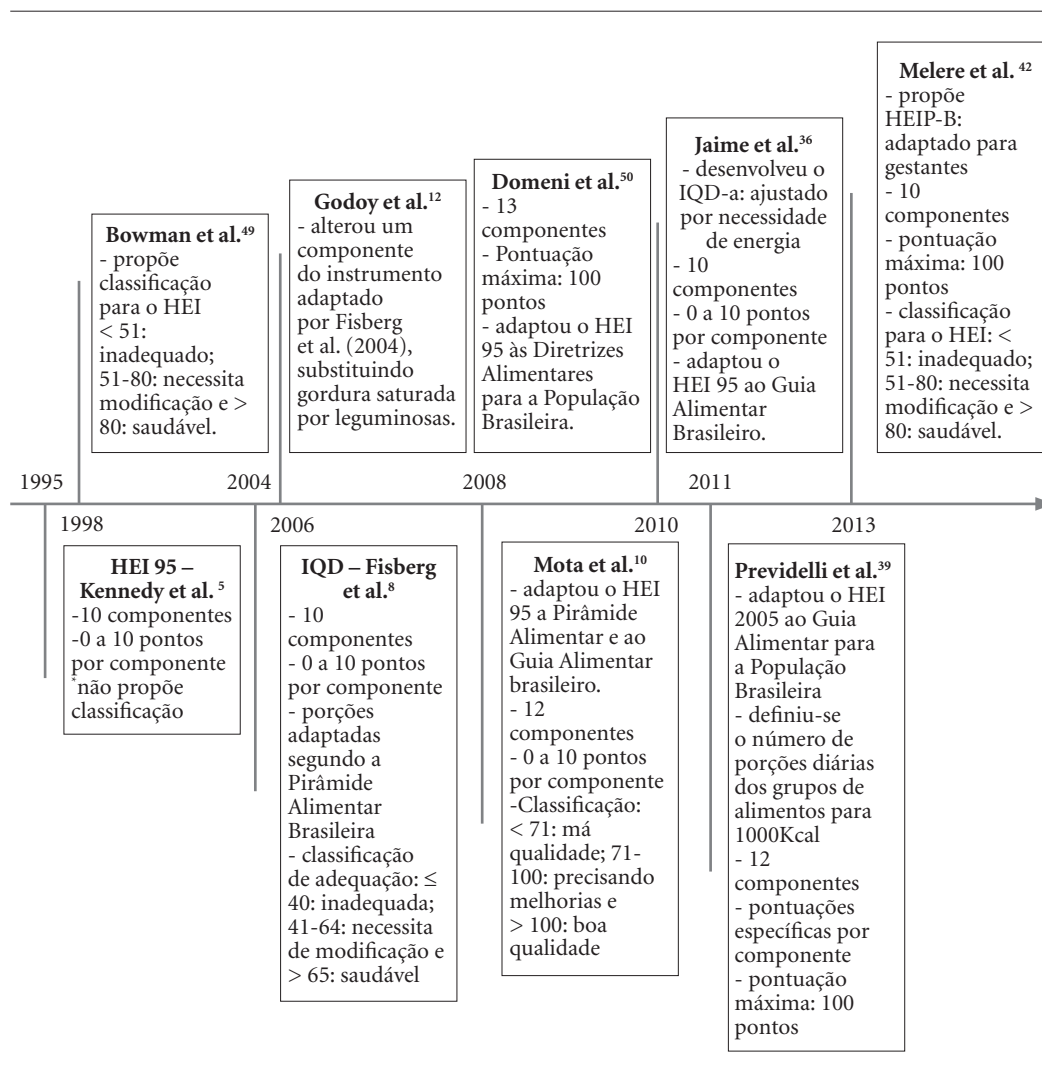 Bowman et al.49
- propõe
classificação
para o HEI
< 51:
inadequado;
51-80: necessita
modificação e >
80: saudável.
Godoy et al.12
- alterou um
componente
do instrumento
adaptado
por Fisberg
et al. (2004),
substituindo
gordura saturada
por leguminosas.
Domeni et al.50
- 13
componentes
- Pontuação
máxima: 100
pontos
- adaptou o HEI
95 às Diretrizes
Alimentares
para a População
Brasileira.
Jaime et al.36
- desenvolveu o
IQD-a: ajustado
por necessidade
de energia
- 10
componentes
- 0 a 10 pontos
por componente
- adaptou o
HEI 95 ao Guia
Alimentar
Brasileiro.
Melere et al. 42
- propõe
HEIP-B:
adaptado para
gestantes
- 10
componentes
- pontuação
máxima: 100
pontos
- classificação
para o HEI: <
51: inadequado;
51-80: necessita
modificação e >
80: saudável.
1995 2004 2008 2011
1998 2006 2010 2013
HEI 95 –
Kennedy et al. 5
-10 componentes
-0 a 10 pontos
por componente
*não propõe
classificação
IQD – Fisberg
et al.8
- 10
componentes
- 0 a 10 pontos
por componente
- porções
adaptadas
segundo a
Pirâmide
Alimentar
Brasileira
- classificação
de adequação: ≤
40: inadequada;
41-64: necessita
de modificação e
> 65: saudável
Mota et al.10
- adaptou o HEI
95 a Pirâmide
Alimentar e ao
Guia Alimentar
brasileiro.
- 12
componentes
- 0 a 10 pontos
por componente
-Classificação:
< 71: má
qualidade; 71-
100: precisando
melhorias e
> 100: boa
qualidade
Previdelli et al.39
- adaptou o HEI
2005 ao Guia
Alimentar para
a População
Brasileira
- definiu-se
o número de
porções diárias
dos grupos de
alimentos para
1000Kcal
- 12
componentes
- pontuações
específicas por
componente
- pontuação
máxima: 100
pontos